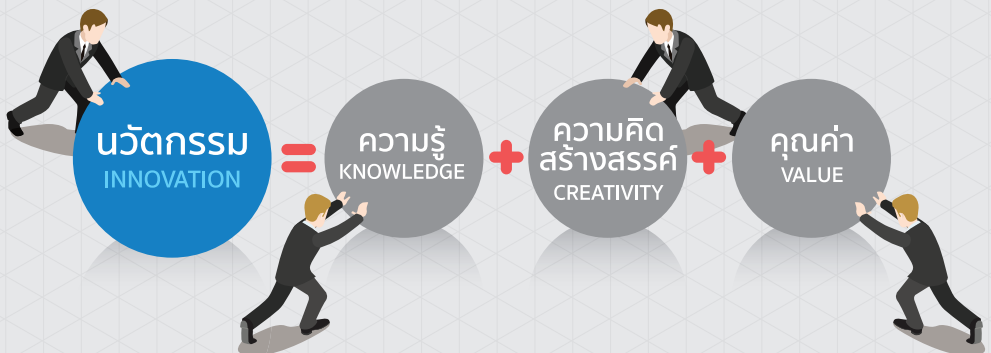 นวัตกรรม
INNOVATION
=
ความรู้
KNOWLEDGE
+
ความคิด
สร้างสรรค์
CREATIVITY
+
คุณค่า
VALUE